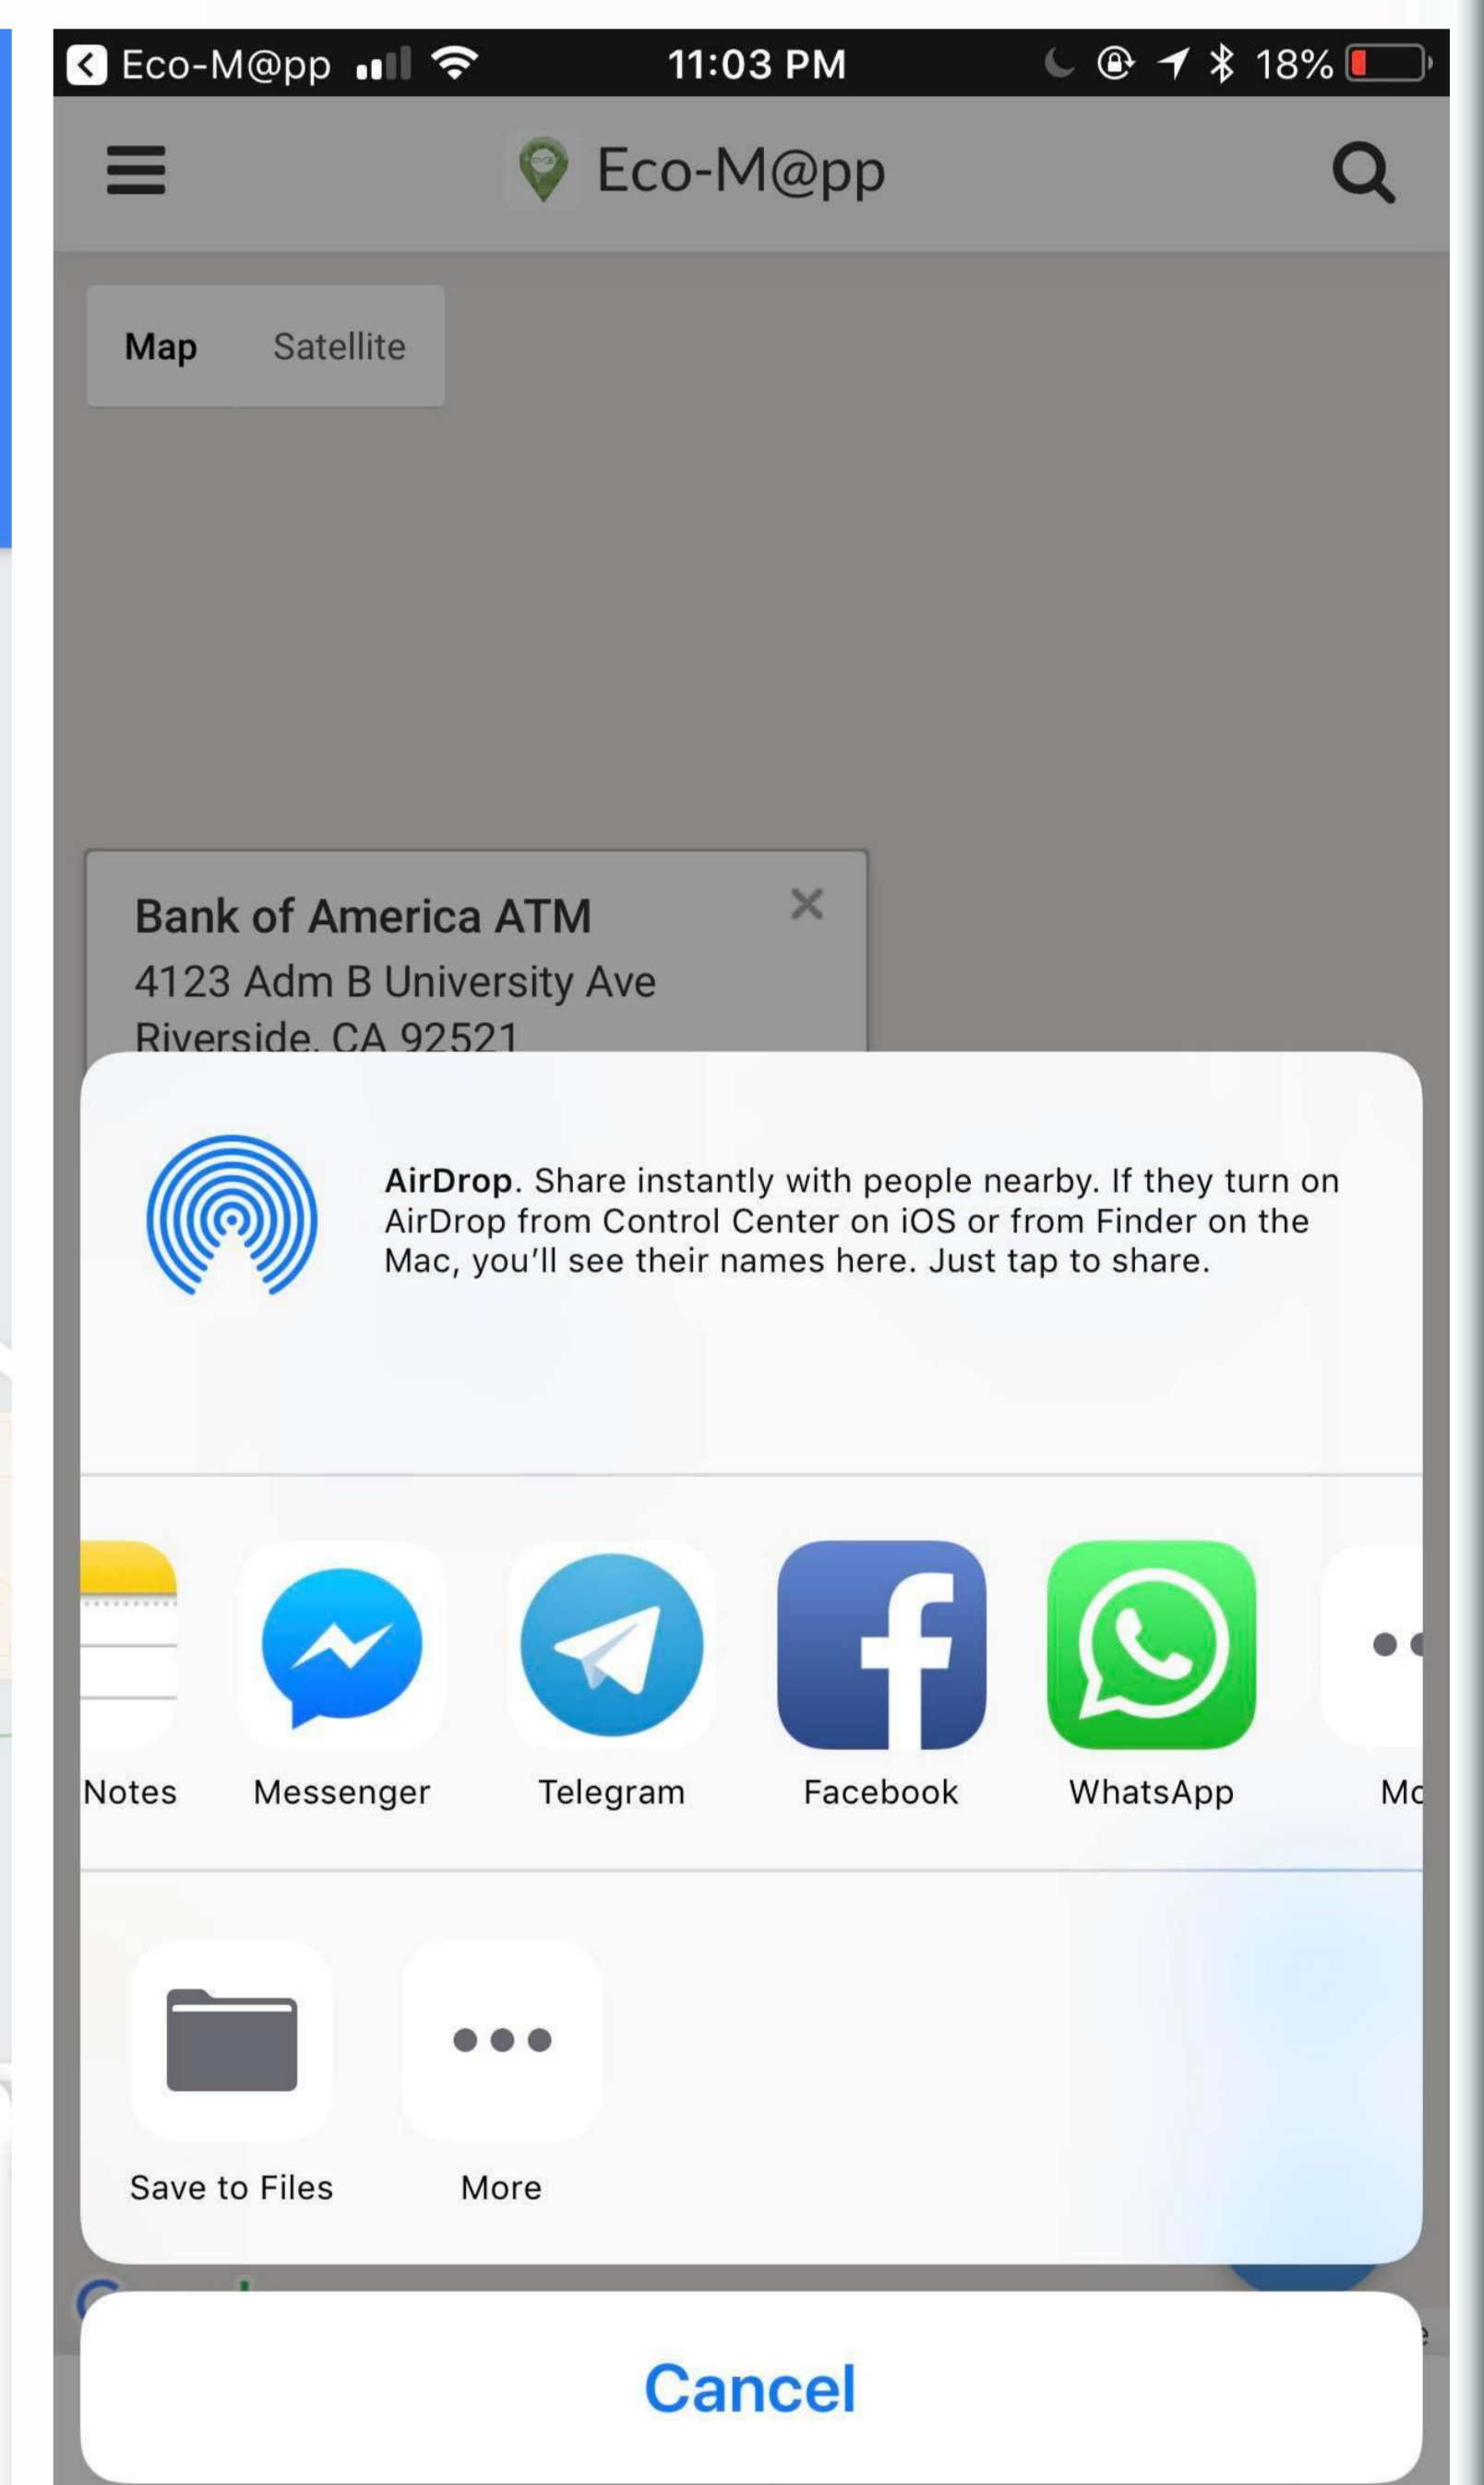 Eco-M@pp 11:03 PM 18%
Eco-M@pp
Map Satellite
Bank of America ATM
4123 Adm B University Ave
Riverside, CA 92521
AirDrop. Share instantly with people nearby. If they turn on
AirDrop from Control Center on iOS or from Finder on the
Mac, you'll see their names here. Just tap to share.
Notes Messenger Telegram Facebook WhatsApp
Save to Files More
Cancel